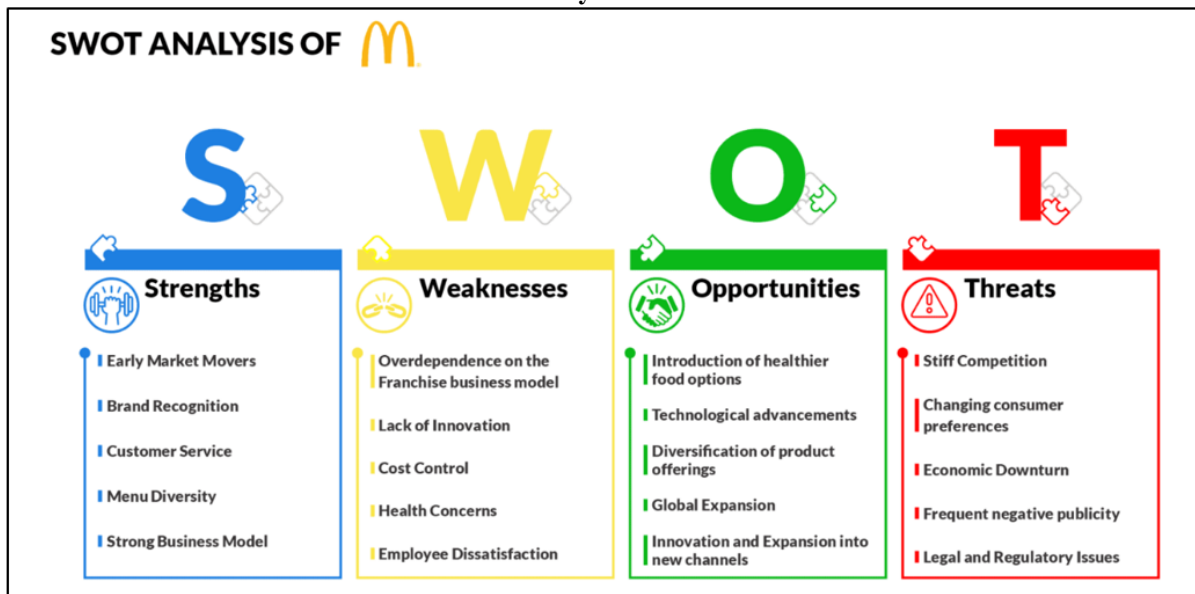 SWOT ANALYSIS OF
S
W
O
T
Strengths
Early Market Movers
Brand Recognition
Customer Service
Menu Diversity
Strong Business Model
Weaknesses
Overdependence on the
Franchise business model
Lack of Innovation
Cost Control
Health Concerns
Employee Dissatisfaction
Opportunities
Introduction of healthier
food options
Technological advancements
Diversification of product
offerings
Global Expansion
Innovation and Expansion into
new channels
Threats
Stiff Competition
Changing consumer
preferences
Economic Downturn
Frequent negative publicity
Legal and Regulatory Issues